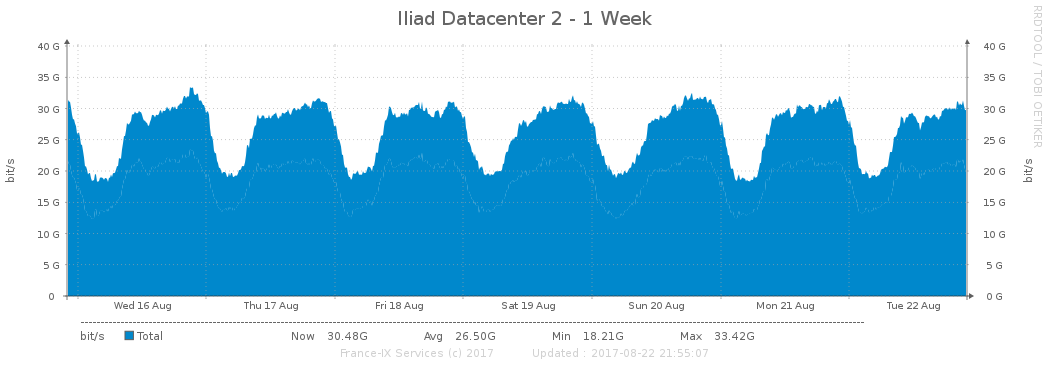 Iliad Datacenter 2 - 1 Week
RRDTOOL / TOBI OETIKER
40 G 40 G
35 G 35 G
30 G 30 G
25 G 25 G
20 G 20 G
15 G 15 G
10 G 10 G
5 G 5 G
0 0 G
bit/s
bit/s
Wed 16 Aug Thu 17 Aug Fri 18 Aug Sat 19 Aug Sun 20 Aug Mon 21 Aug Tue 22 Aug
bit/s Total Now 30.48G Avg 26.50G Min 18.21G Max 33.42G
France-IX Services (c) 2017 Updated : 2017-08-22 21:55:07